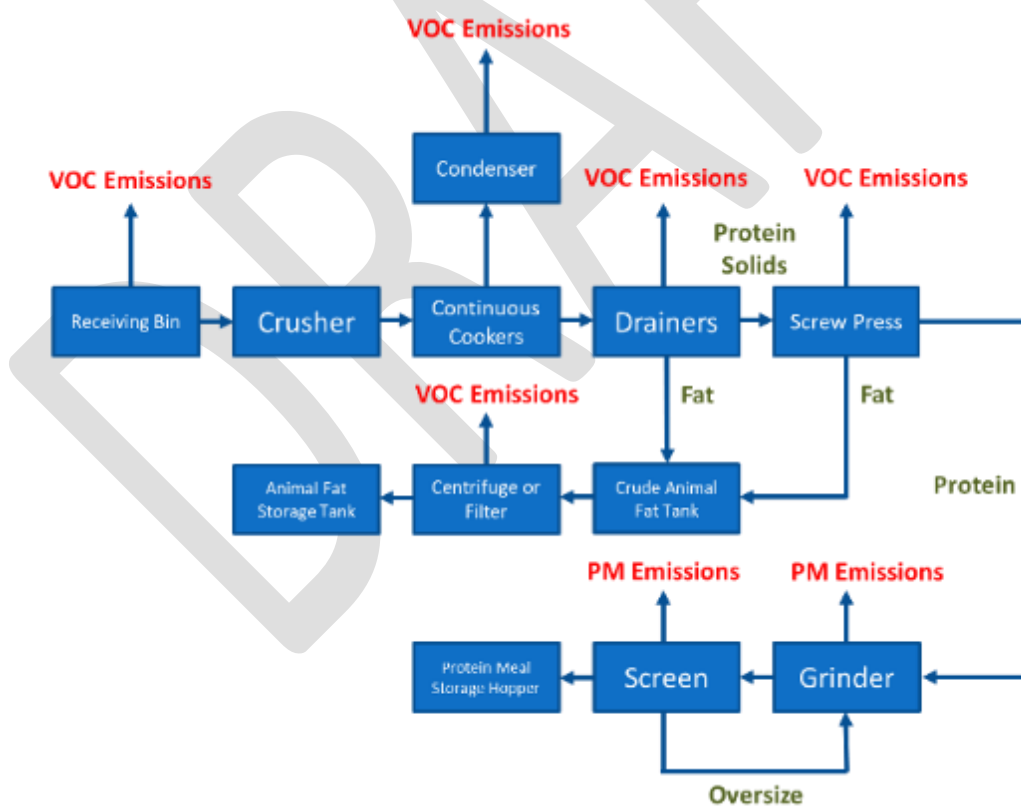 VOC Emissions
Condenser
VOC Emissions
VOC Emissions
VOC Emissions
Protein
Solids
Receiving Bin
Crusher
Continuous
Cookers
Drainers
Screw Press
VOC Emissions
Fat
Fat
Animal Fat
Storage Tank
Centrifuge or
Filter
Crude Animal
Fat Tank
Protein
PM Emissions
PM Emissions
Protein Meal
Storage Hopper
Screen
Grinder
Oversize
DRAF